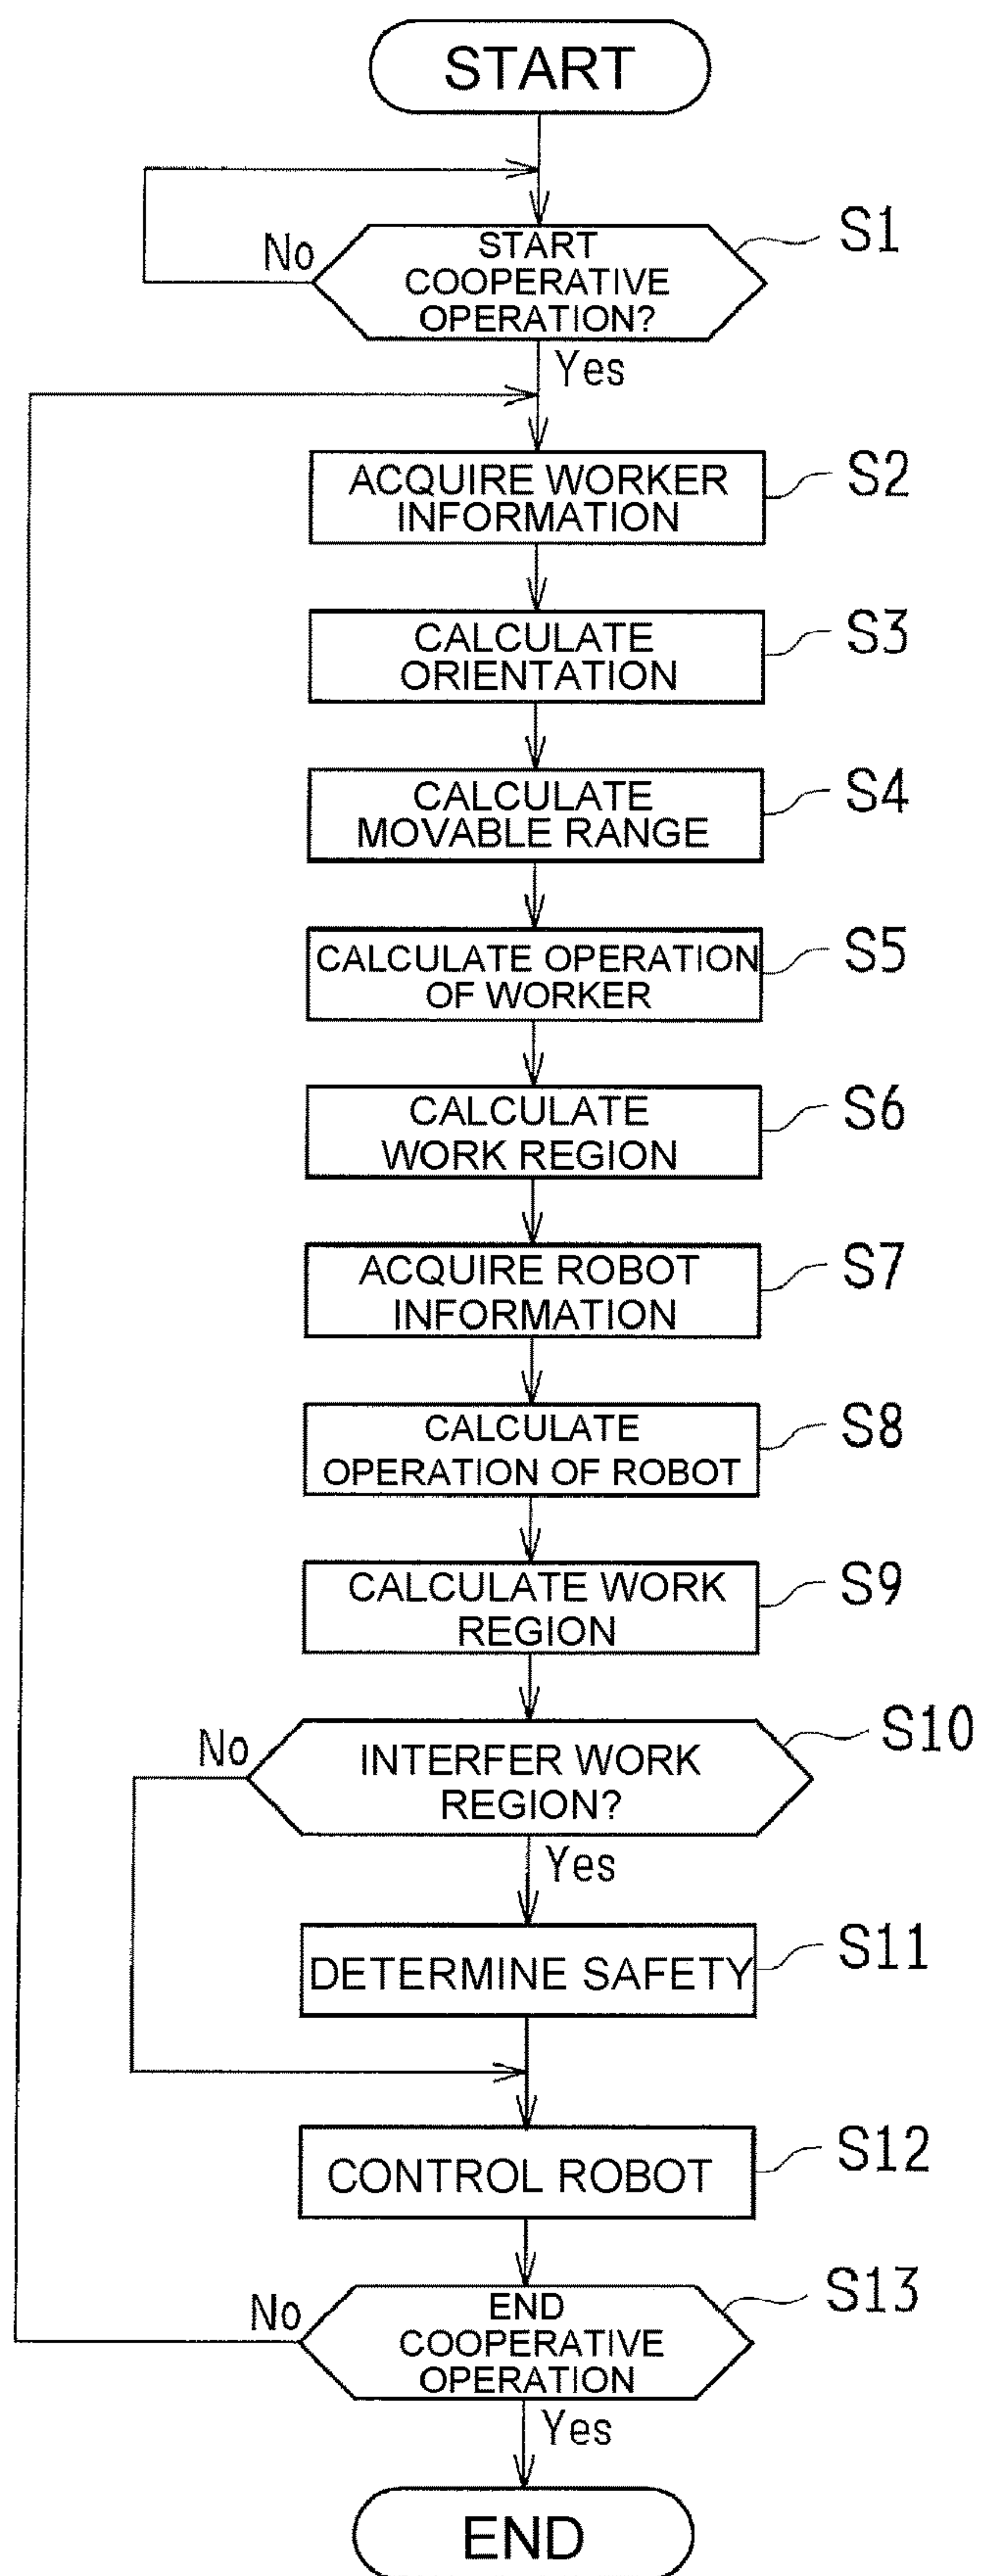 START
No
START
COOPERATIVE
OPERATION?
S1
Yes
ACQUIRE WORKER
INFORMATION
S2
CALCULATE
ORIENTATION
S3
CALCULATE
MOVABLE RANGE
S4
CALCULATE OPERATION
OF WORKER
S5
CALCULATE
WORK REGION
S6
ACQUIRE ROBOT
INFORMATION
S7
CALCULATE
OPERATION OF ROBOT
S8
CALCULATE WORK
REGION
S9
No
INTERFER WORK
REGION?
S10
Yes
DETERMINE SAFETY
S11
CONTROL ROBOT
S12
No
END
COOPERATIVE
OPERATION
S13
Yes
END